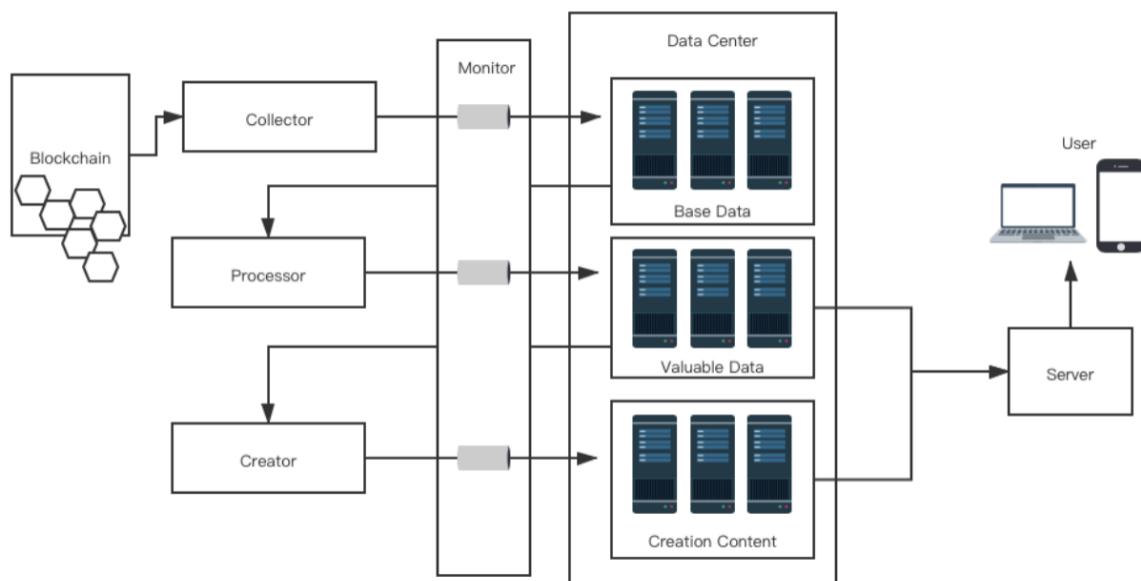 Data Center
Monitor
Collector
Blockchain
User
Base Data
Processor
Valuable Data
Server
Creator
Creation Content